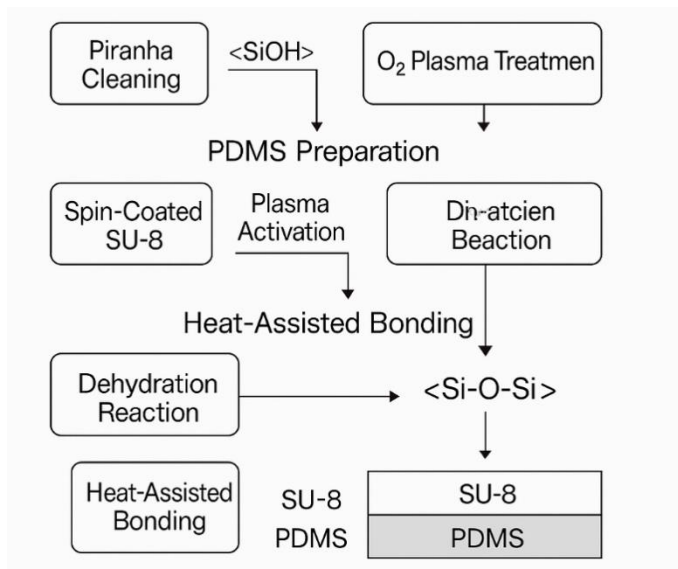 Piranha
Cleaning
<SiOH>
O₂ Plasma Treatmen
PDMS Preparation
Spin-Coated
SU-8
Plasma
Activation
Beaction
Heat-Assisted Bonding
Dehydration
Reaction
<Si-O-Si>
Heat-Assisted
Bonding
SU-8
PDMS
SU-8
PDMS